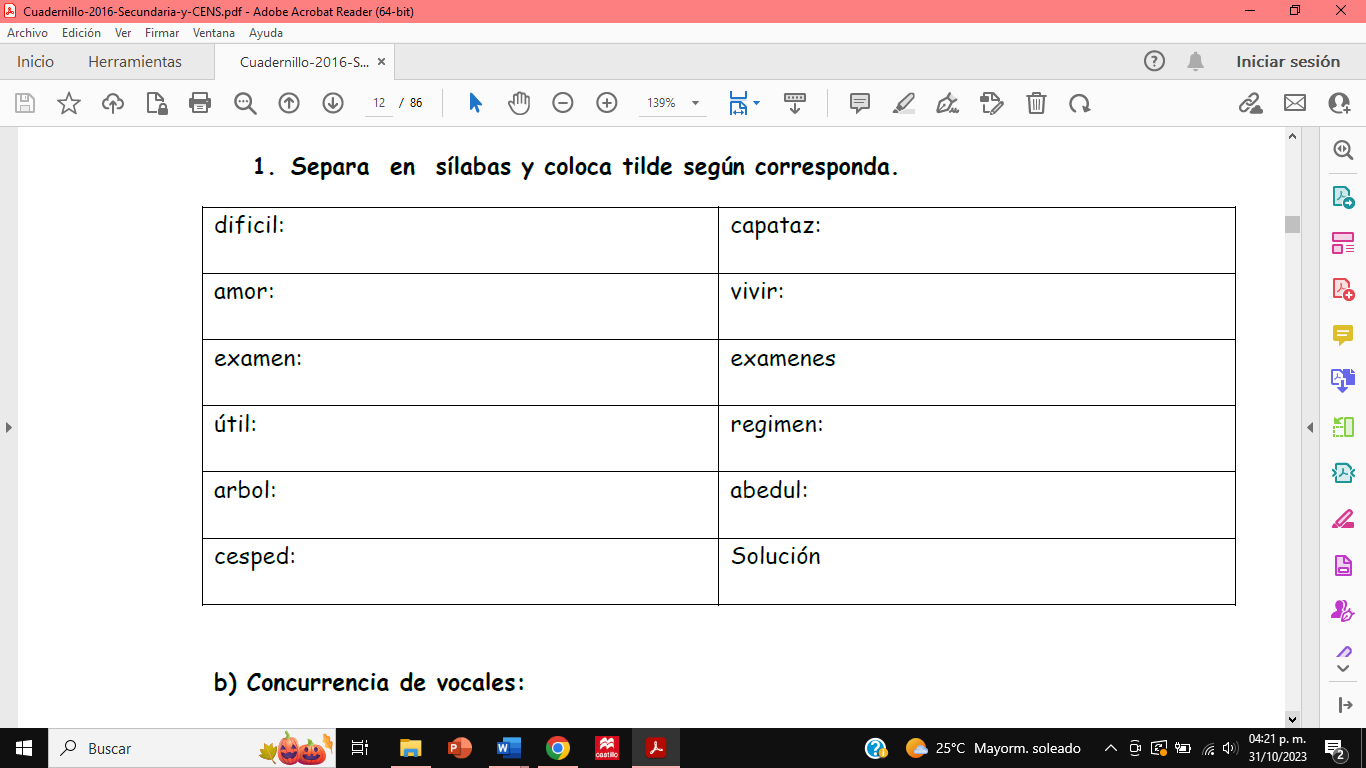 Cuadernillo-2016-Secundaria-y-CENS.pdf - Adobe Acrobat Reader (64-bit)
Archivo Edición Ver Firmar Ventana Ayuda
Inicio Herramientas Cuadernillo-2016-S... Iniciar sesión
12 / 86 139%
1. Separa en sílabas y coloca tilde según corresponda.
dificil: capataz:
amor: vivir:
examen: examenes
útil: regimen:
arbol: abedul:
cesped: Solución
b) Concurrencia de vocales:
Buscar castillo 25°C Mayorm. soleado 04:21 p. m.
31/10/2023 2